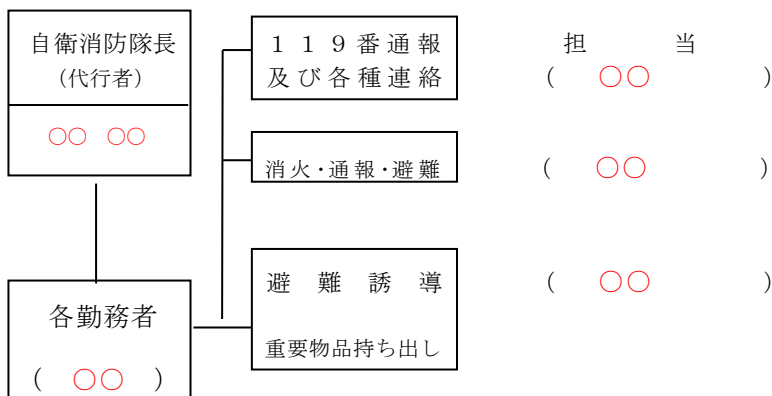 自衛消防隊長
（代行者）
○○　○○
各勤務者
（　○○　）
１１９番通報
及び各種連絡
消火・通報・避難
避難誘導
重要物品持ち出し
担　当
（　○○　）
（　○○　）
（　○○　）